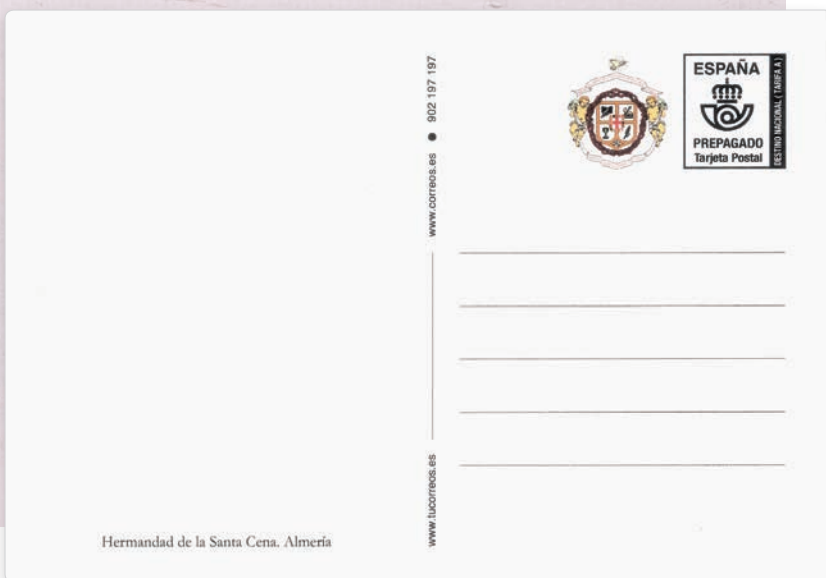 Hermandad de la Santa Cena. Almería
www.tucorreos.es
www.correos.es ● 902 197 197
ESPAÑA
PREPAGADO
Tarjeta Postal
DESTINO NACIONAL (TARIFA A)